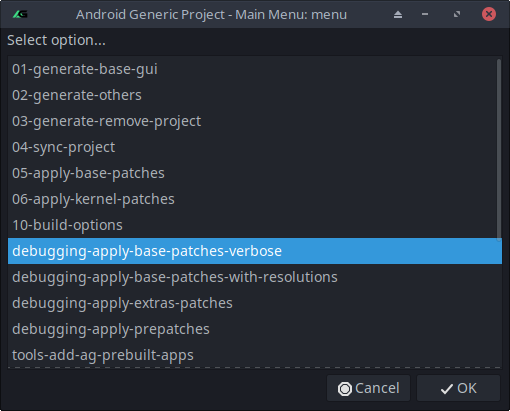 Android Generic Project - Main Menu: menu
Select option...
01-generate-base-gui
02-generate-others
03-generate-remove-project
04-sync-project
05-apply-base-patches
06-apply-kernel-patches
10-build-options
debugging-apply-base-patches-verbose
debugging-apply-base-patches-with-resolutions
debugging-apply-extras-patches
debugging-apply-prepatches
tools-add-ag-prebuilt-apps
Cancel OK